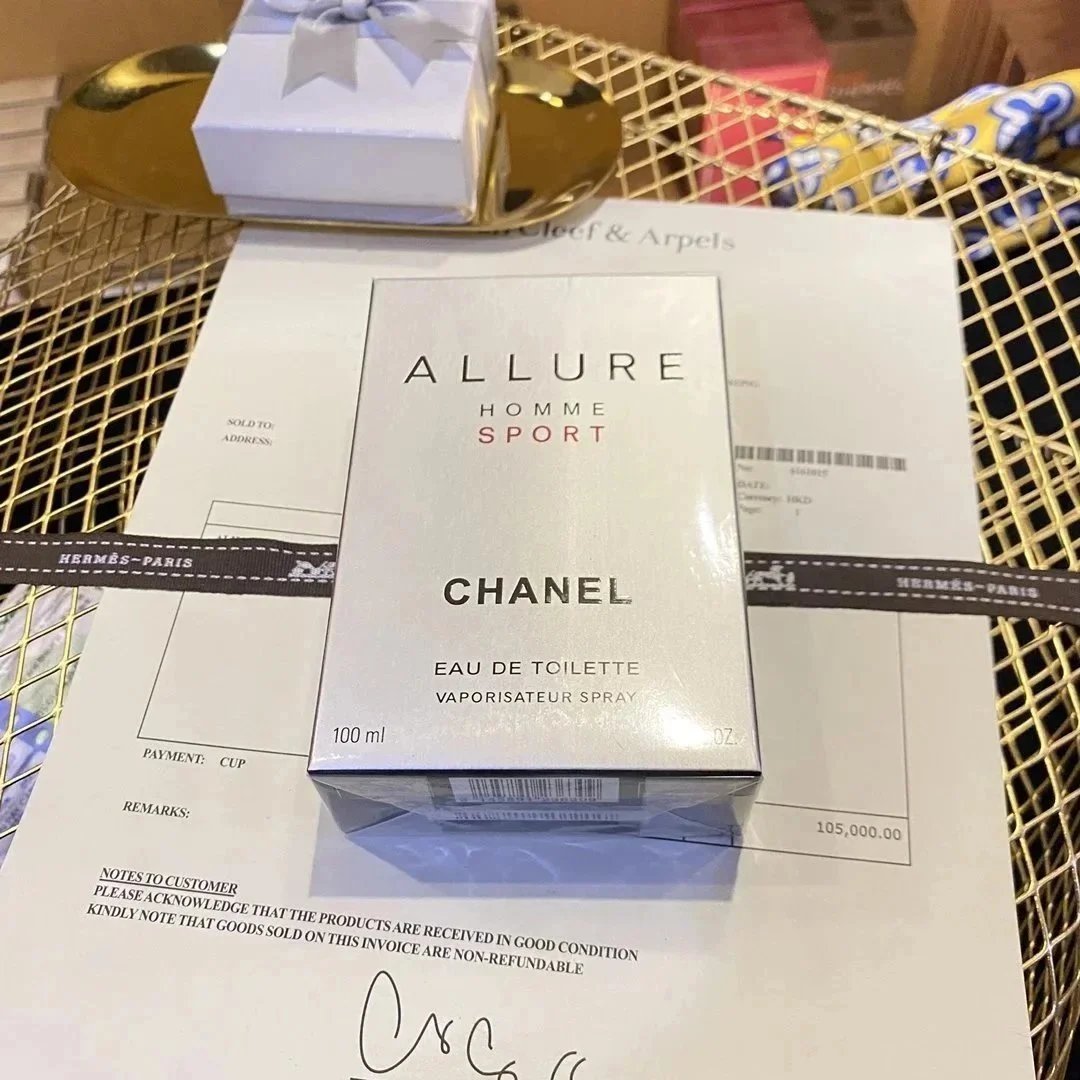 Cleef & Arpels
ALLURE
HOMME
SPORT
CHANEL
EAU DE TOILETTE
VAPORISATEUR SPRAY
100 ml
OZ.
SOLD TO:
ADDRESS:
DATE:
Currency: HKD
Page: 1
HERMÈS-PARIS
HERMÈS-PARIS
PAYMENT: CUP
105,000.00
REMARKS:
NOTES TO CUSTOMER
PLEASE ACKNOWLEDGE THAT THE PRODUCTS ARE RECEIVED IN GOOD CONDITION
KINDLY NOTE THAT GOODS SOLD ON THIS INVOICE ARE NON-REFUNDABLE